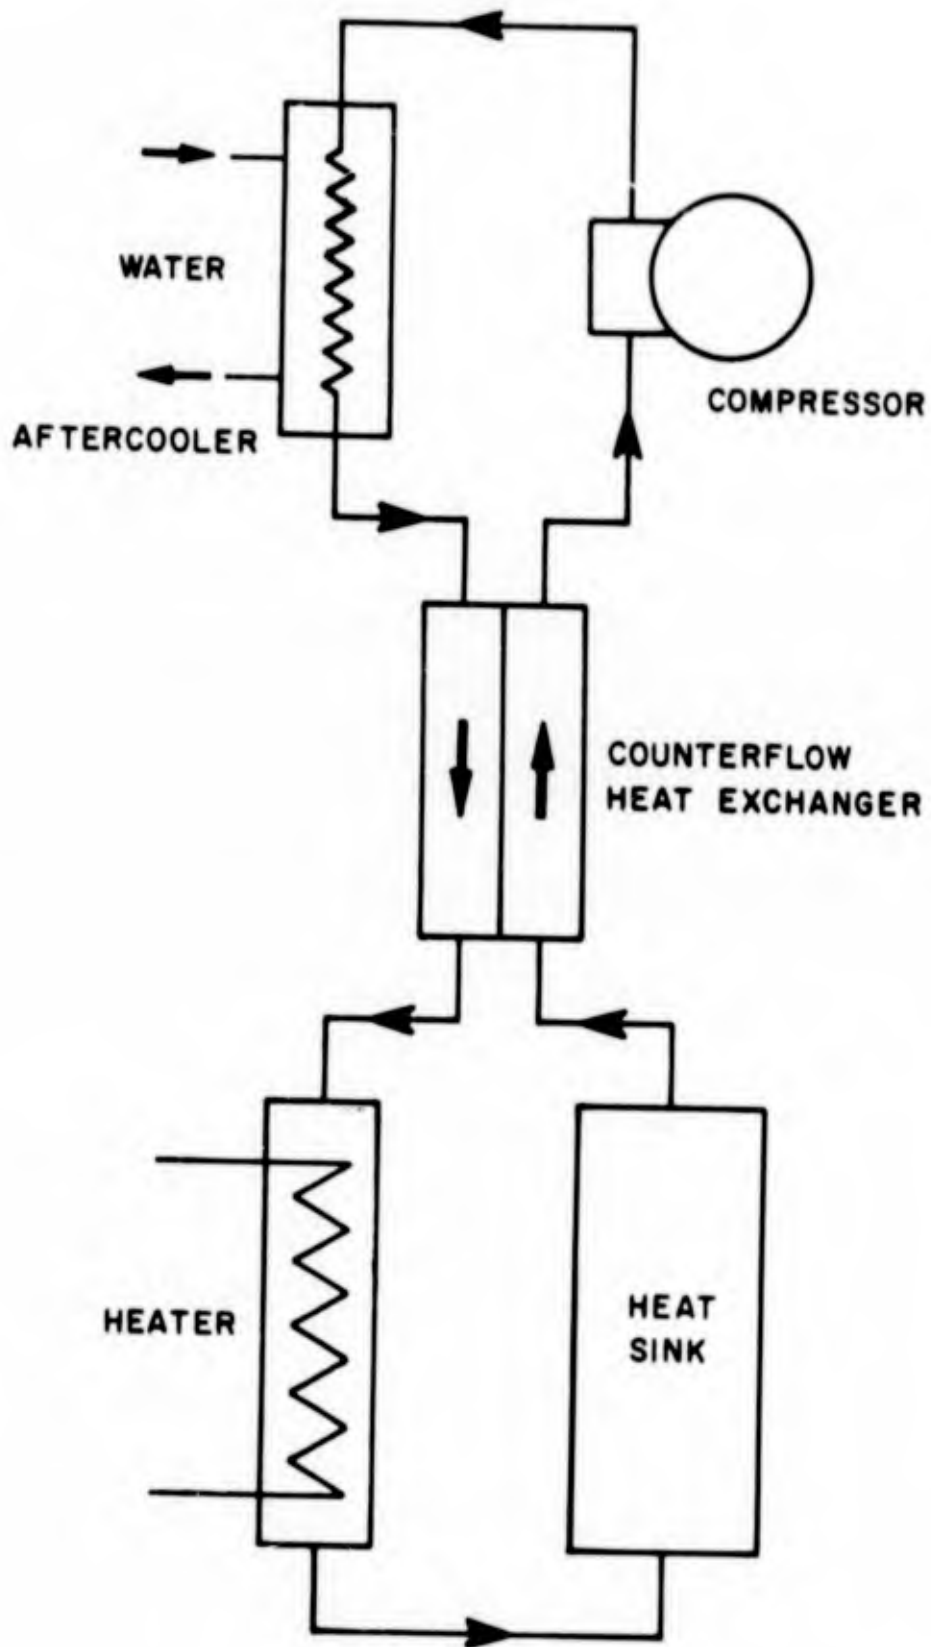 WATER
AFTERCOOLER
COMPRESSOR
COUNTERFLOW
HEAT EXCHANGER
HEATER
HEAT
SINK